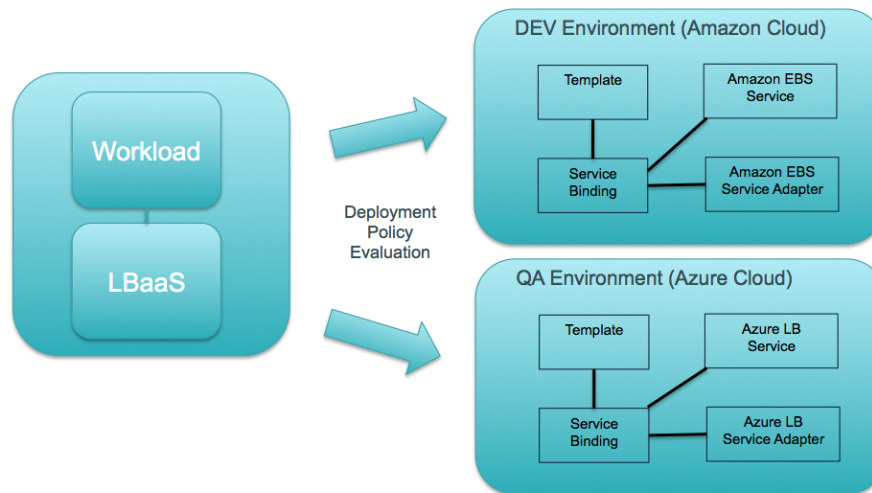 Workload
LBaaS
Deployment
Policy
Evaluation
DEV Environment (Amazon Cloud)
Template
Amazon EBS
Service
Service
Binding
Amazon EBS
Service Adapter
QA Environment (Azure Cloud)
Template
Azure LB
Service
Service
Binding
Azure LB
Service Adapter